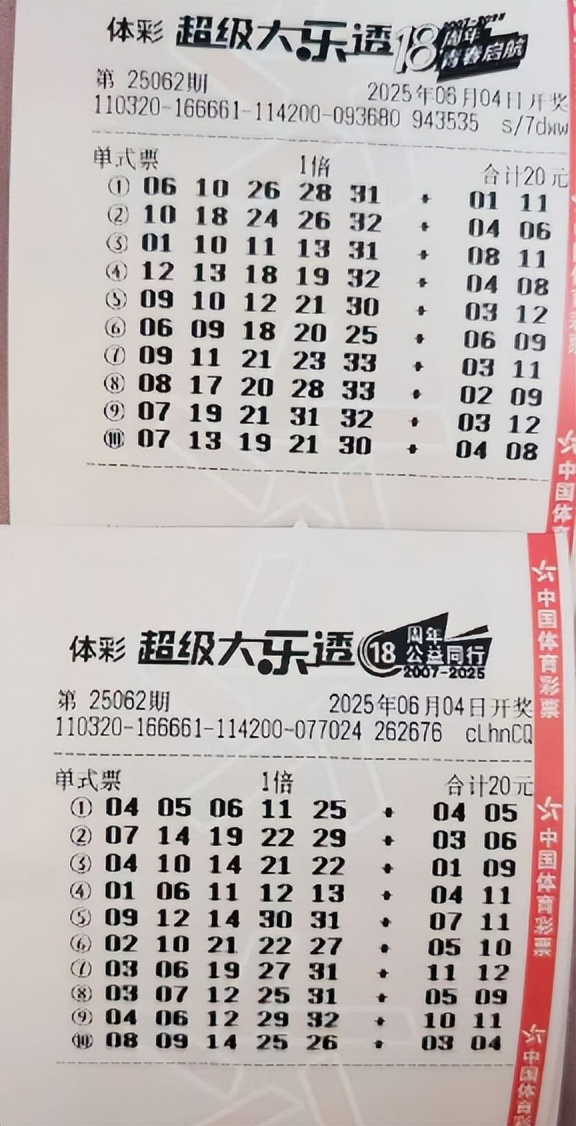 体彩 超级大乐透 18 2007-2025 周年 青春启航
第 25062期 2025年06月04日开奖
110320-166661-114200-093680 943535 s/7dww
单式票 1倍 合计20元
① 06 10 26 28 31 + 01 11
② 10 18 24 26 32 + 04 06
③ 01 10 11 13 31 + 08 11
④ 12 13 18 19 32 + 04 08
⑤ 09 10 12 21 30 + 03 12
⑥ 06 09 18 20 25 + 06 09
⑦ 09 11 21 23 33 + 03 11
⑧ 08 17 20 28 33 + 02 09
⑨ 07 19 21 31 32 + 03 12
⑩ 07 13 19 21 30 + 04 08
中国体育
体彩 超级大乐透 18 周年 公益同行 2007-2025
第 25062期 2025年06月04日开奖
110320-166661-114200-077024 262676 cLhnCQ
单式票 1倍 合计20元
① 04 05 06 11 25 + 04 05
② 07 14 19 22 29 + 03 06
③ 04 10 14 21 22 + 01 09
④ 01 06 11 12 13 + 04 11
⑤ 09 12 14 30 31 + 07 11
⑥ 02 10 21 22 27 + 05 10
⑦ 03 06 19 27 31 + 11 12
⑧ 03 07 12 25 31 + 05 09
⑨ 04 06 12 29 32 + 10 11
⑩ 08 09 14 25 26 + 03 04
中国体育彩票
中国体育彩票
中国体育彩